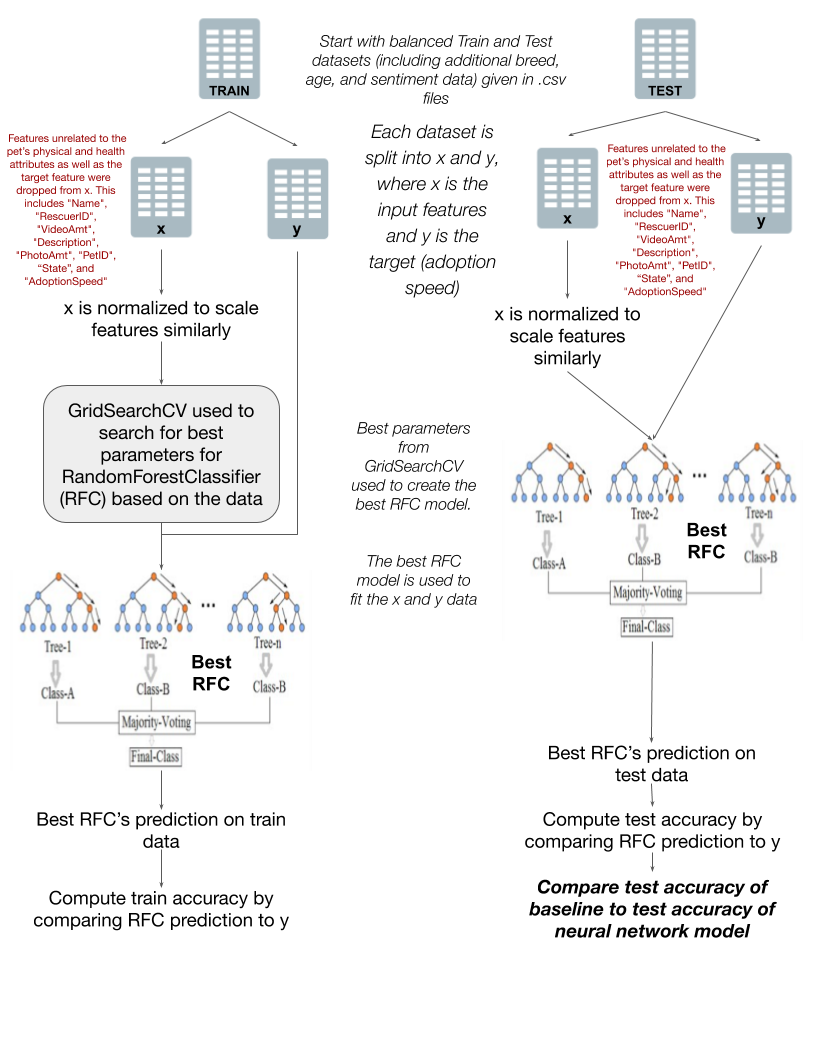 TRAIN
Start with balanced Train and Test
datasets (including additional breed,
age, and sentiment data) given in .csv
files
TEST
Features unrelated to the
pet's physical and health
attributes as well as the
target feature were
dropped from x. This
includes "Name",
"RescuerID",
"VideoAmt",
"Description",
"PhotoAmt", "PetID",
"State", and
"AdoptionSpeed"
x
y
Each dataset is
split into x and y,
where x is the
input features
and y is the
target (adoption
speed)
x
Features unrelated to the
pet's physical and health
attributes as well as the
target feature were
dropped from x. This
includes "Name",
"RescuerID",
"VideoAmt",
"Description",
"PhotoAmt", "PetID",
"State", and
"AdoptionSpeed"
y
x is normalized to scale
features similarly
x is normalized to
scale features
similarly
GridSearchCV used to
search for best
parameters for
RandomForestClassifier
(RFC) based on the data
Best parameters
from
GridSearchCV
used to create the
best RFC model.
The best RFC
model is used to
fit the x and y data
...
Tree-1
Tree-2
Tree-n
Best
RFC
Class-A
Class-B
Class-B
Majority-Voting
Final-Class
...
Tree-1
Tree-2
Tree-n
Best
RFC
Class-A
Class-B
Class-B
Majority-Voting
Final-Class
Best RFC's prediction on train
data
Compute train accuracy by
comparing RFC prediction to y
Best RFC's prediction on
test data
Compute test accuracy by
comparing RFC prediction to y
Compare test accuracy of
baseline to test accuracy of
neural network model